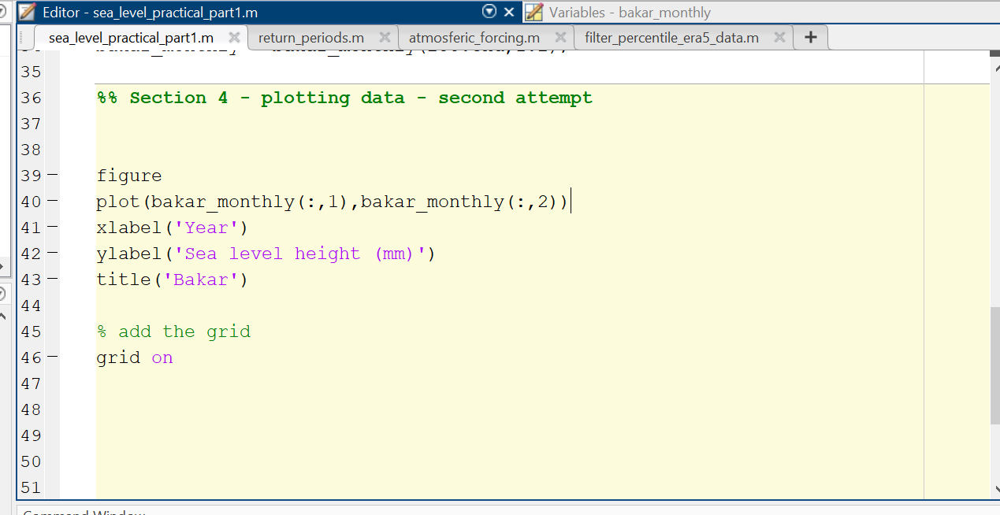 Editor - sea_level_practical_part1.m
Variables - bakar_monthly
sea_level_practical_part1.m
return_periods.m
atmosferic_forcing.m
filter_percentile_era5_data.m
35
36 %% Section 4 - plotting data - second attempt
37
38
39 figure
40 plot(bakar_monthly(:,1),bakar_monthly(:,2))
41 xlabel('Year')
42 ylabel('Sea level height (mm)')
43 title('Bakar')
44
45 % add the grid
46 grid on
47
48
49
50
51
Command Window